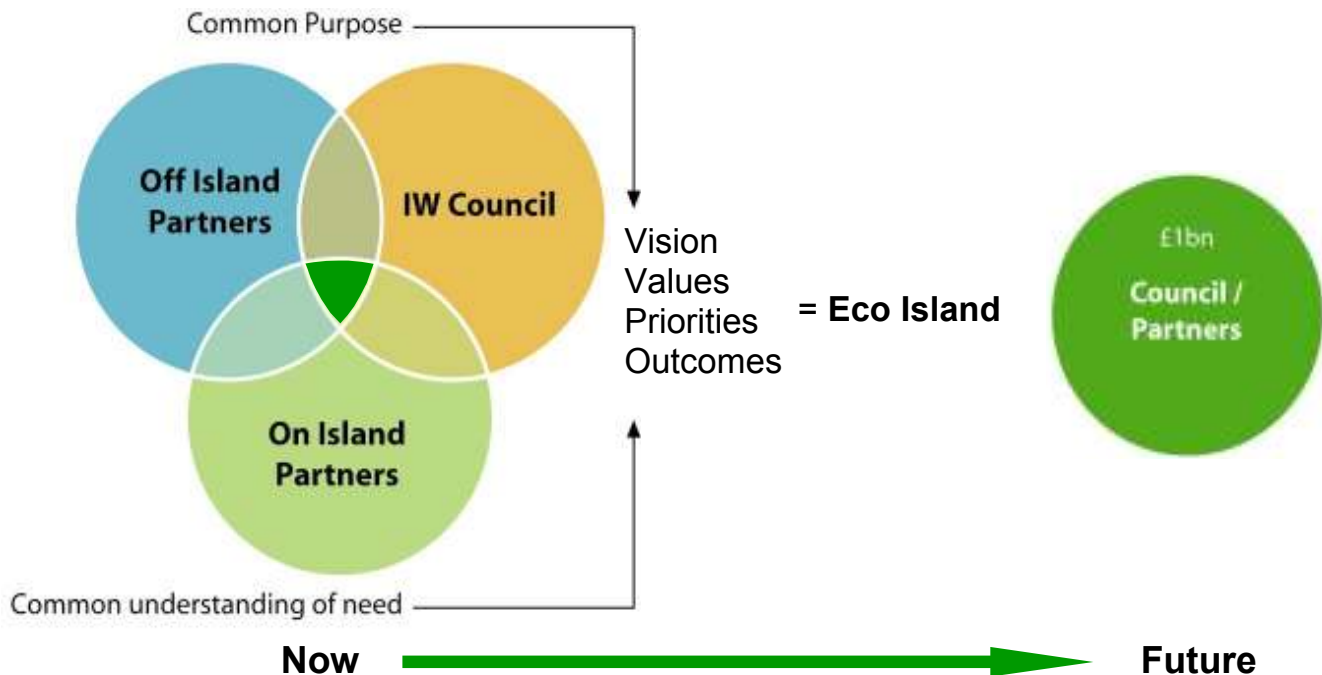 Common Purpose
Off Island
Partners
IW Council
On Island
Partners
Common understanding of need
Vision
Values
Priorities
Outcomes
= Eco Island
£1bn
Council /
Partners
Now
Future